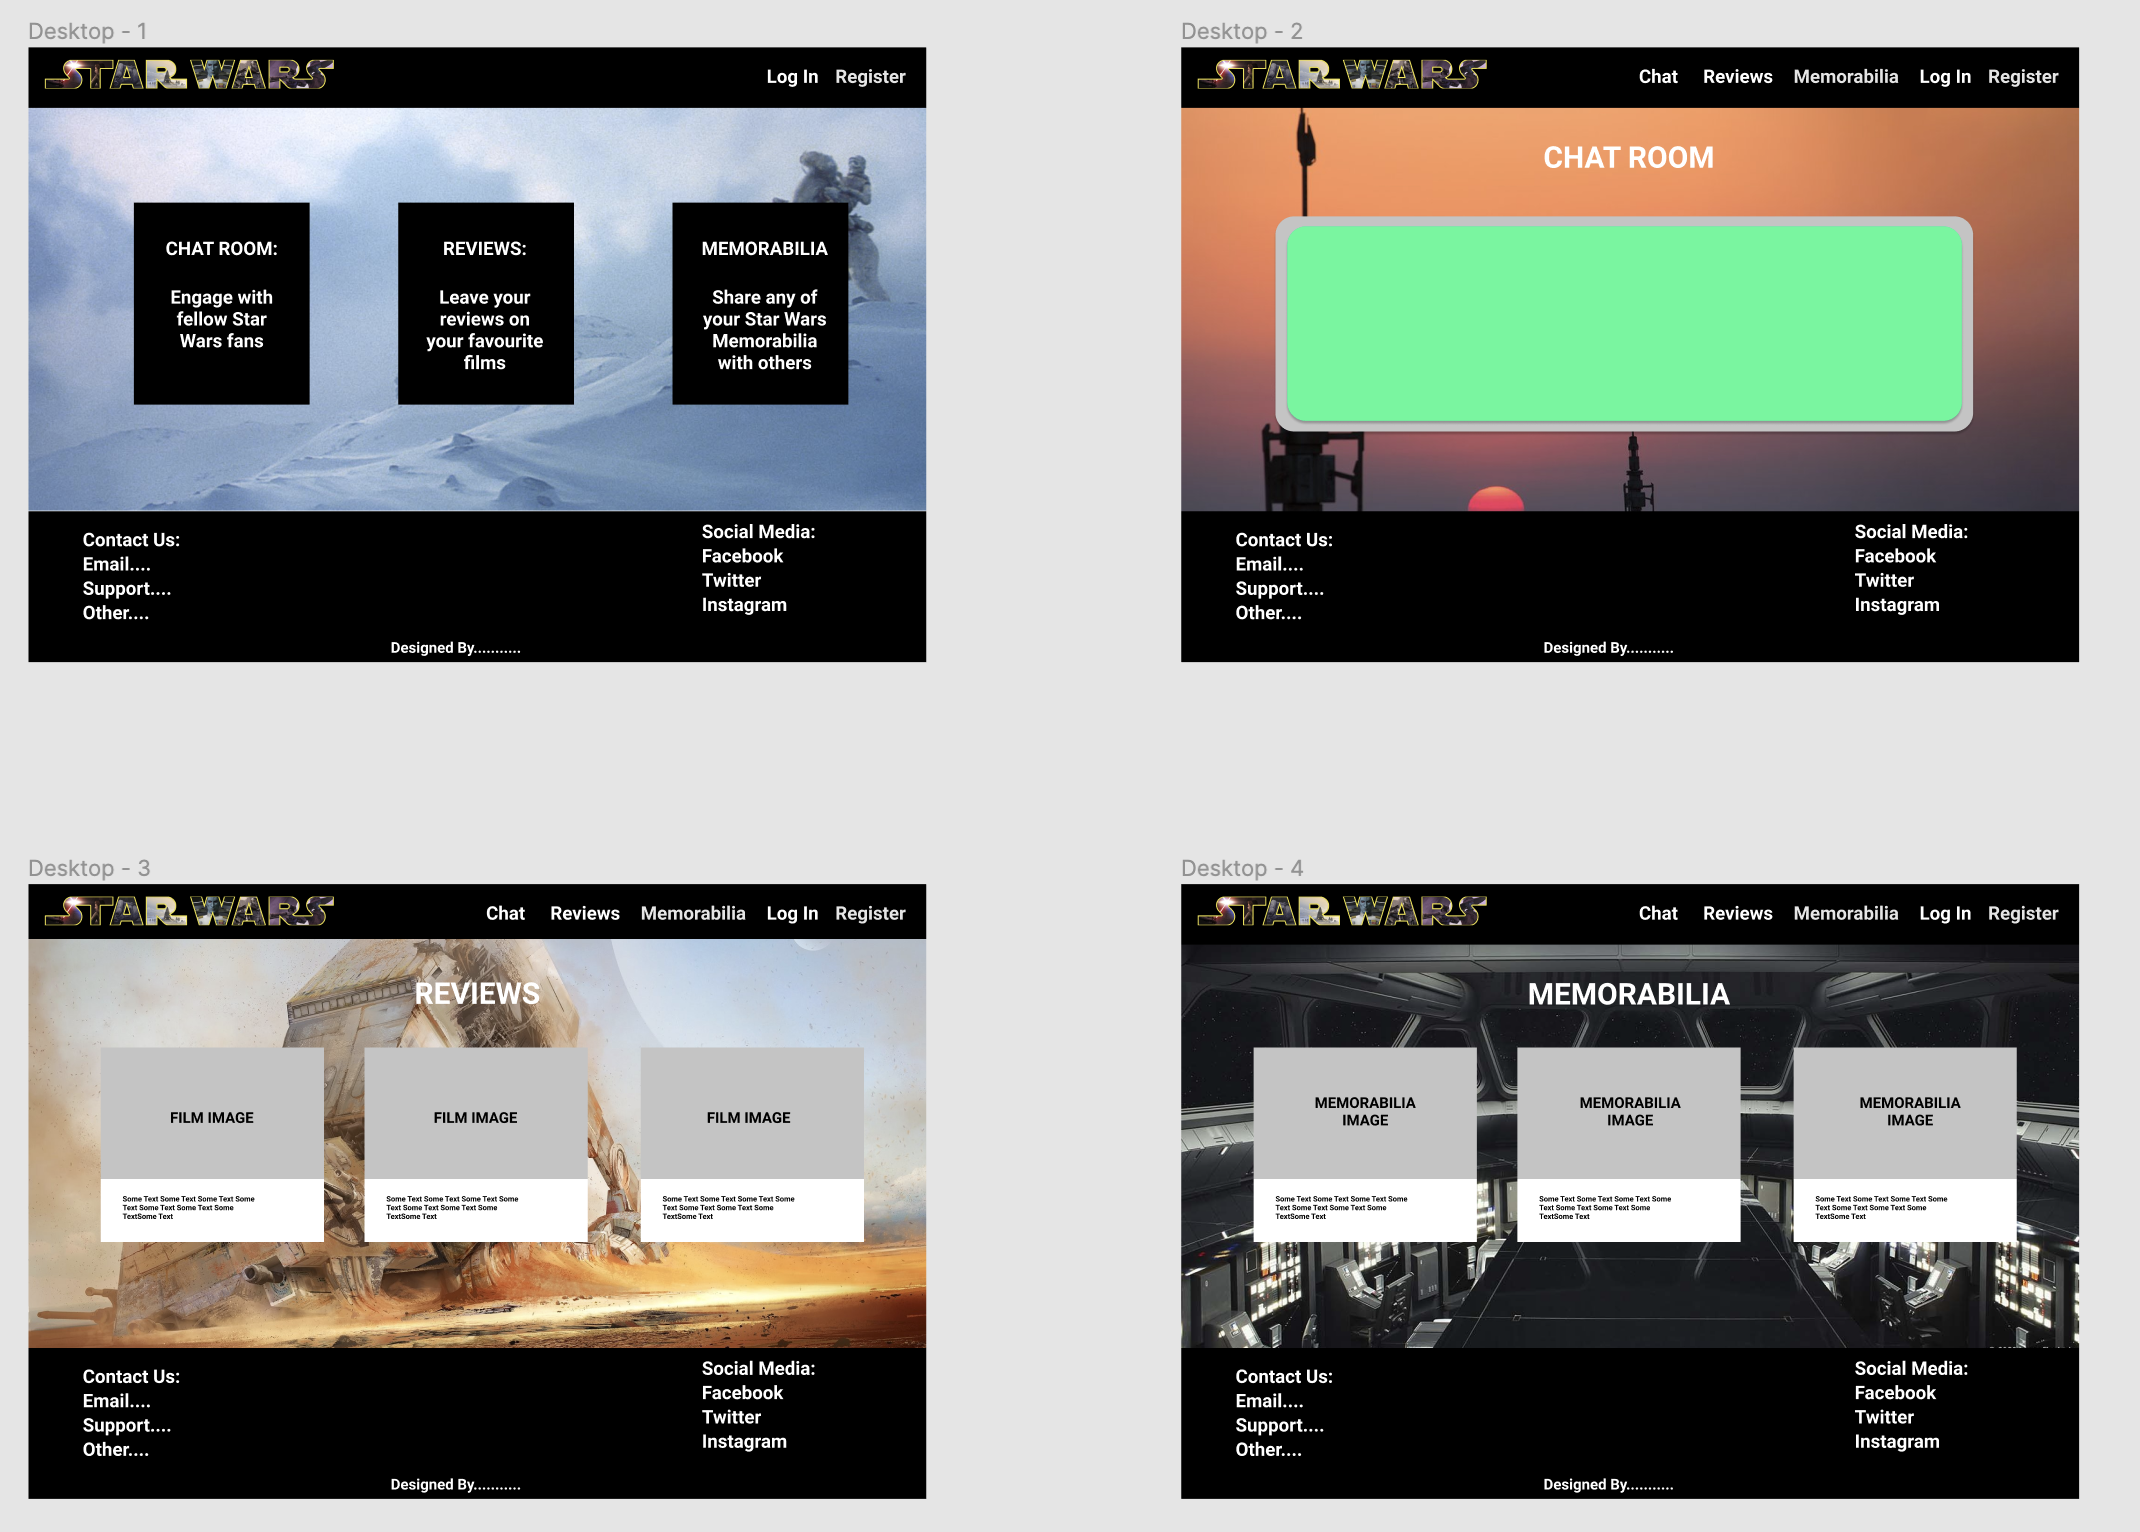 Desktop - 1
STAR WARS
Log In Register
CHAT ROOM:
Engage with
fellow Star
Wars fans
REVIEWS:
Leave your
reviews on
your favourite
films
MEMORABILIA
Share any of
your Star Wars
Memorabilia
with others
Contact Us:
Email....
Support....
Other....
Social Media:
Facebook
Twitter
Instagram
Designed By...........
Desktop - 2
STAR WARS
Chat Reviews Memorabilia Log In Register
CHAT ROOM
Contact Us:
Email....
Support....
Other....
Social Media:
Facebook
Twitter
Instagram
Designed By...........
Desktop - 3
STAR WARS
Chat Reviews Memorabilia Log In Register
REVIEWS
FILM IMAGE
Some Text Some Text Some Text Some
Text Some Text Some Text Some
TextSome Text
FILM IMAGE
Some Text Some Text Some Text Some
Text Some Text Some Text Some
TextSome Text
FILM IMAGE
Some Text Some Text Some Text Some
Text Some Text Some Text Some
TextSome Text
Contact Us:
Email....
Support....
Other....
Social Media:
Facebook
Twitter
Instagram
Designed By...........
Desktop - 4
STAR WARS
Chat Reviews Memorabilia Log In Register
MEMORABILIA
MEMORABILIA
IMAGE
Some Text Some Text Some Text Some
Text Some Text Some Text Some
TextSome Text
MEMORABILIA
IMAGE
Some Text Some Text Some Text Some
Text Some Text Some Text Some
TextSome Text
MEMORABILIA
IMAGE
Some Text Some Text Some Text Some
Text Some Text Some Text Some
TextSome Text
Contact Us:
Email....
Support....
Other....
Social Media:
Facebook
Twitter
Instagram
Designed By...........